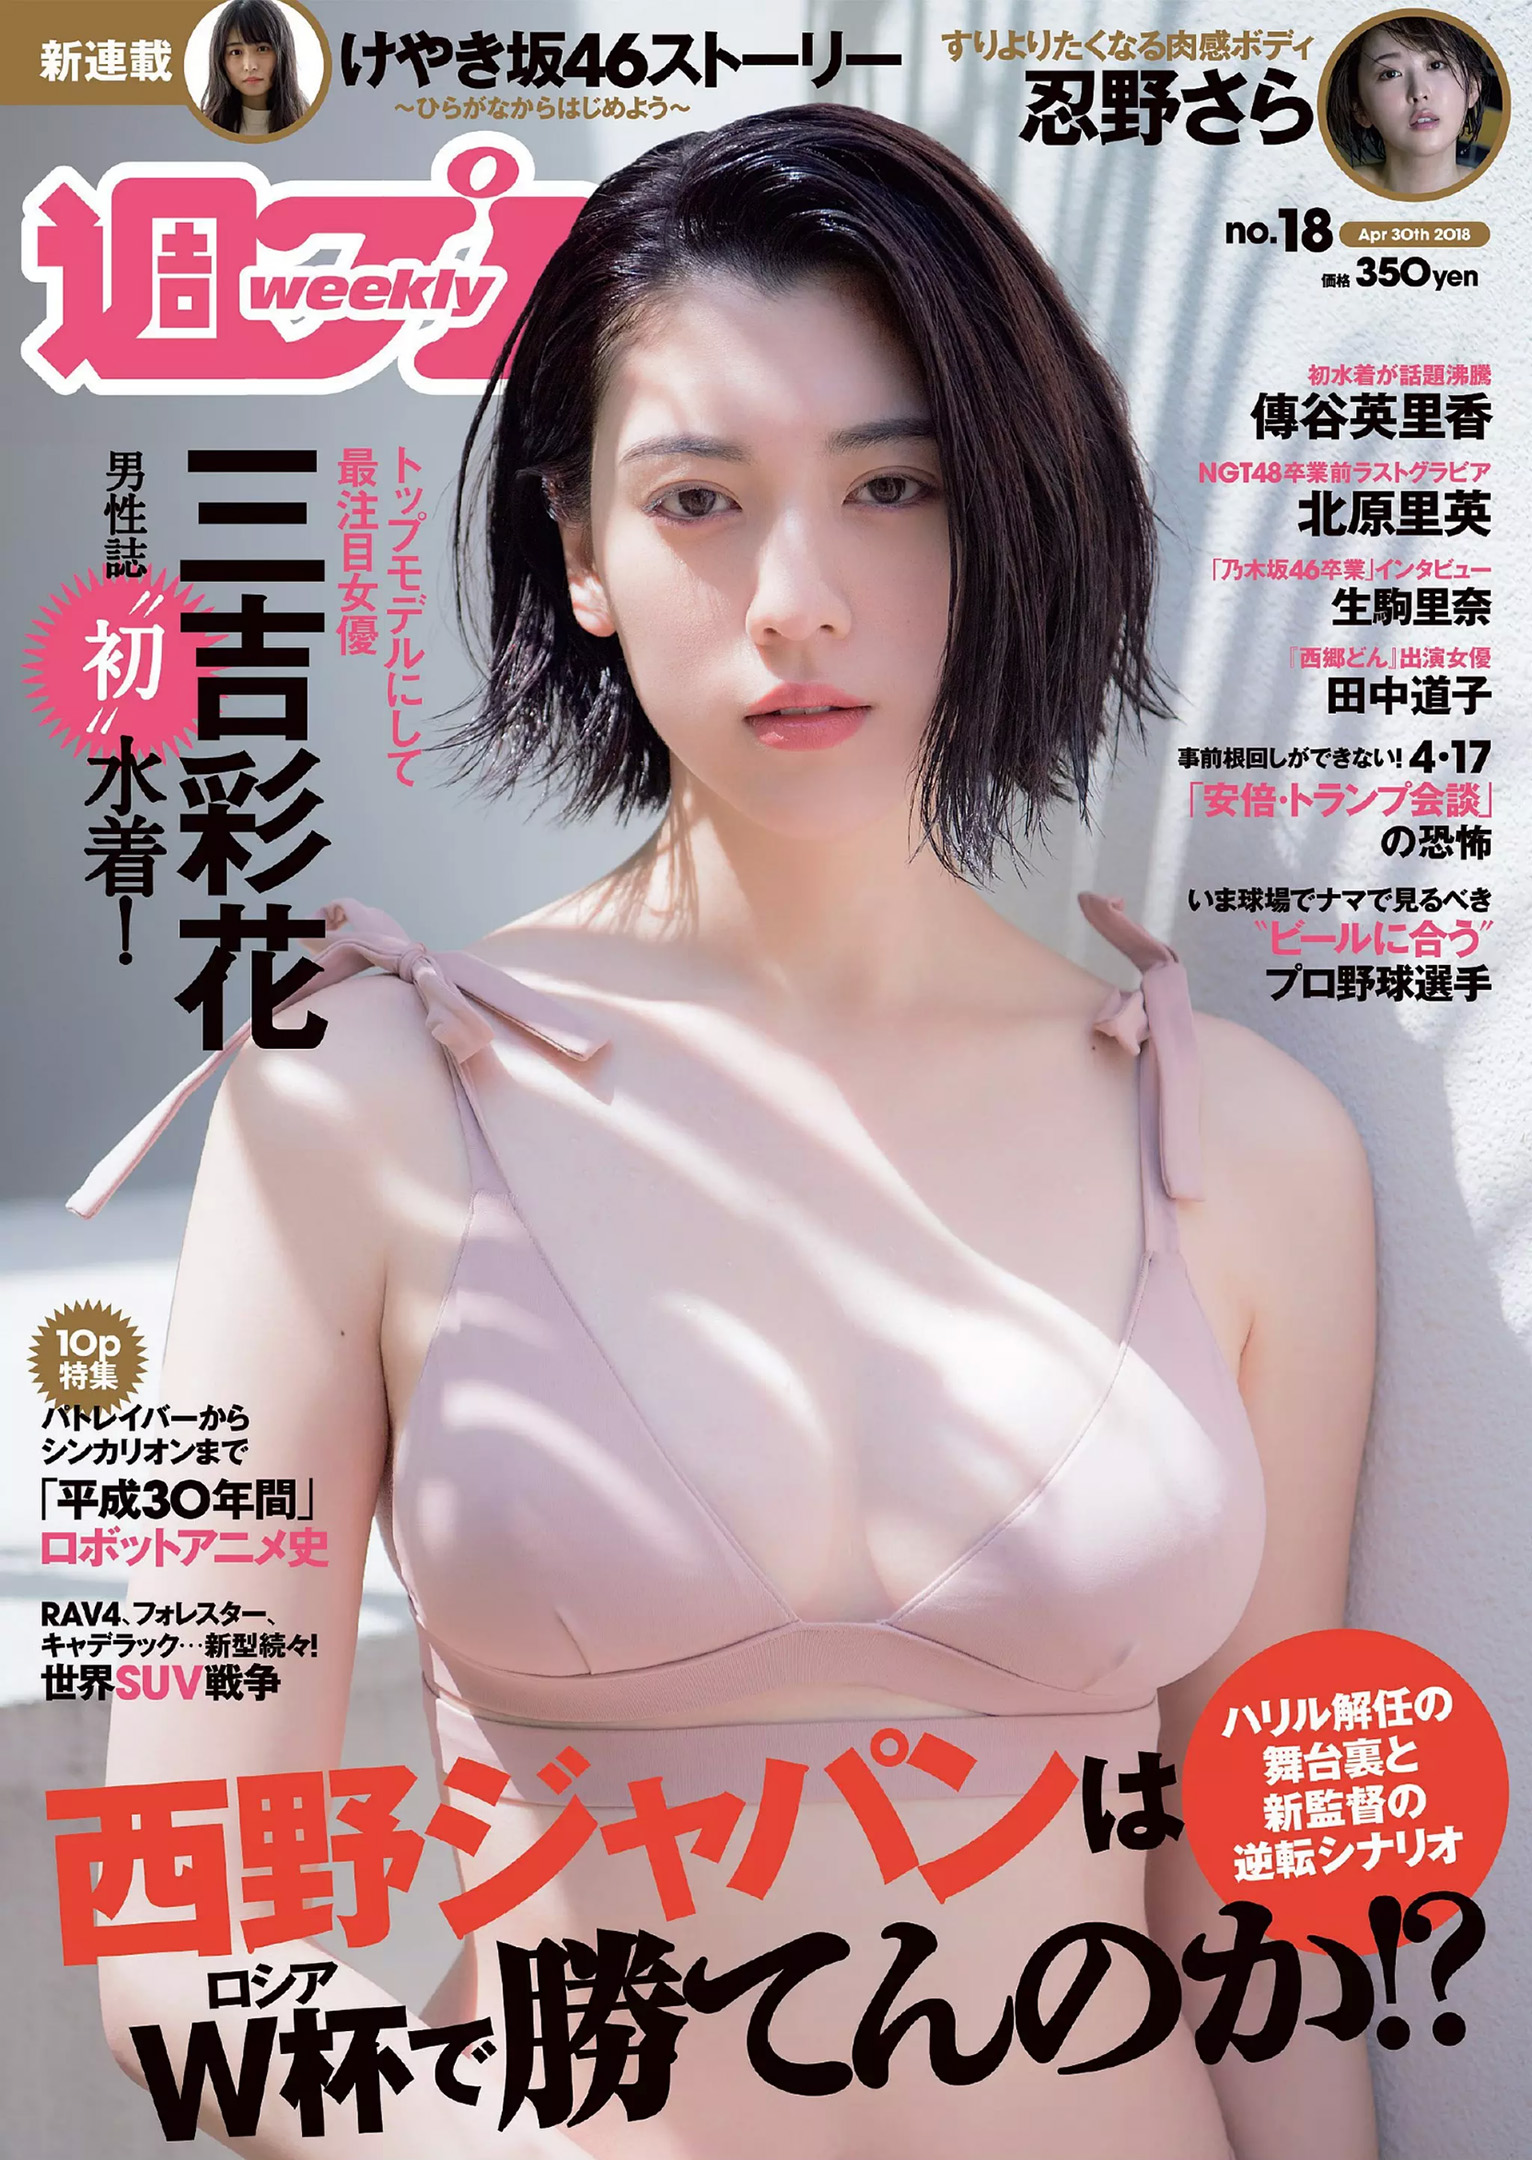 新連載
けやき坂46ストーリー
〜ひらがなからはじめよう〜
すりよりたくなる肉感ボディ
忍野さら
週プレ
weekly
no.18
Apr 30th 2018
価格 350yen
トップモデルにして
最注目女優
三吉彩花
男性誌
"初"
水着!
初水着が話題沸騰
傳谷英里香
NGT48卒業前ラストグラビア
北原里英
「乃木坂46卒業」インタビュー
生駒里奈
『西郷どん』出演女優
田中道子
事前根回しができない! 4・17
「安倍・トランプ会談」
の恐怖
いま球場でナマで見るべき
"ビールに合う"
プロ野球選手
10p
特集
パトレイバーから
シンカリオンまで
「平成30年間」
ロボットアニメ史
RAV4、フォレスター、
キャデラック…新型続々!
世界SUV戦争
ハリル解任の
舞台裏と
新監督の
逆転シナリオ
西野ジャパンは
ロシア
W杯で勝てんのか!?